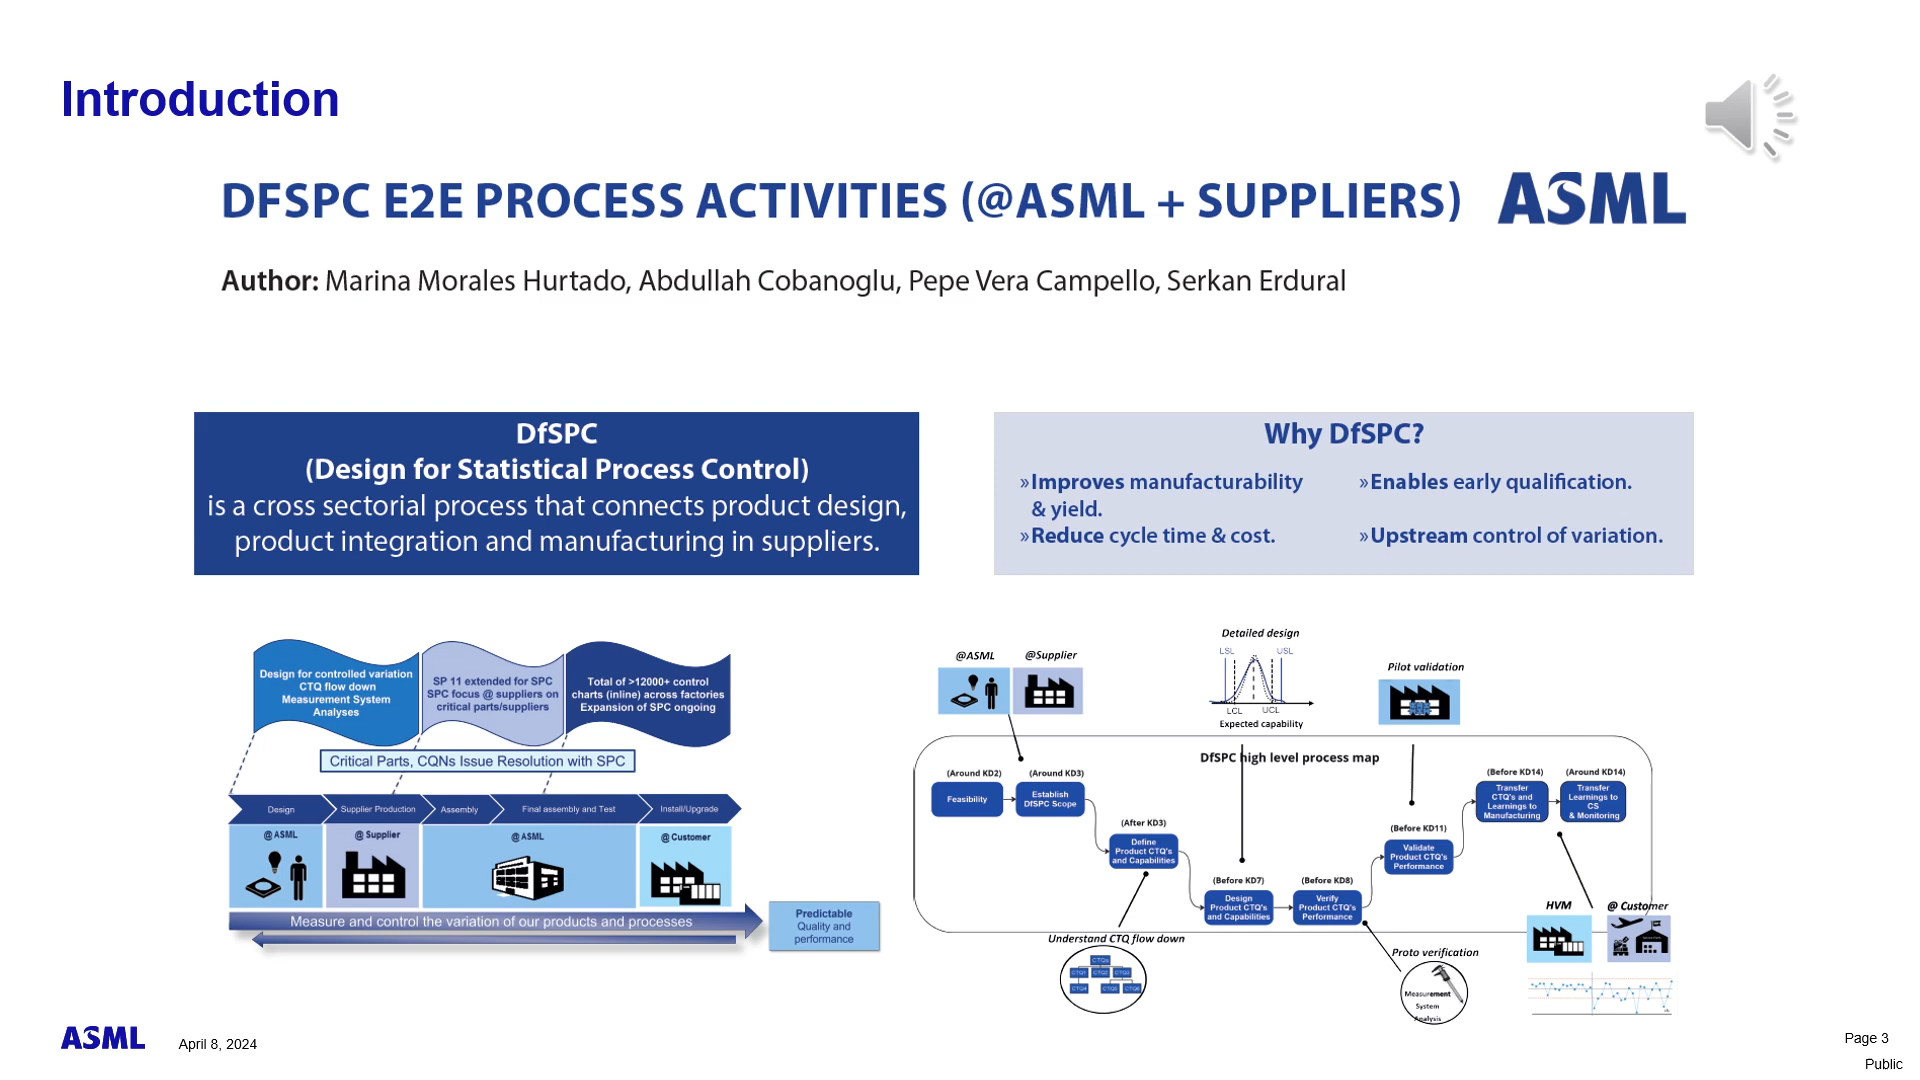 Introduction
DFSPC E2E PROCESS ACTIVITIES (@ASML + SUPPLIERS)
ASML
Author: Marina Morales Hurtado, Abdullah Cobanoglu, Pepe Vera Campello, Serkan Erdural
DfSPC
(Design for Statistical Process Control)
is a cross sectorial process that connects product design,
product integration and manufacturing in suppliers.
Why DfSPC?
»Improves manufacturability
& yield.
»Reduce cycle time & cost.
»Enables early qualification.
»Upstream control of variation.
Design for controlled variation
CTQ flow down
Measurement System
Analyses
SP 11 extended for SPC
SPC focus @ suppliers on
critical parts/suppliers
Total of >12000+ control
charts (inline) across factories
Expansion of SPC ongoing
Critical Parts, CQNs Issue Resolution with SPC
Design
Supplier Production
Assembly
Final assembly and Test
Install/Upgrade
@ ASML
@ Supplier
@ ASML
@ Customer
Measure and control the variation of our products and processes
Predictable
Quality and
performance
@ASML
@Supplier
Detailed design
LSL
USL
LCL
UCL
Expected capability
Pilot validation
DfSPC high level process map
(Around KD2)
Feasibility
(Around KD3)
Establish
DfSPC Scope
(After KD3)
Define
Product CTQ's
and Capabilities
(Before KD7)
Design
Product CTQ's
and Capabilities
(Before KD8)
Verify
Product CTQ's
Performance
(Before KD11)
Validate
Product CTQ's
Performance
(Before KD14)
Transfer
CTQ's and
Learnings to
Manufacturing
(Around KD14)
Transfer
Learnings to
CS
& Monitoring
Understand CTQ flow down
CTQ1
CTQ2
CTQ3
CTQ4
CTQ5
CTQ6
Proto verification
Measurement
System
Analysis
HVM
@ Customer
ASML
April 8, 2024
Page 3
Public